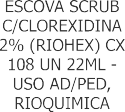 ESCOVA SCRUB
C/CLOREXIDINA
2% (RIOHEX) CX
108 UN 22ML -
USO AD/PED,
RIOQUIMICA